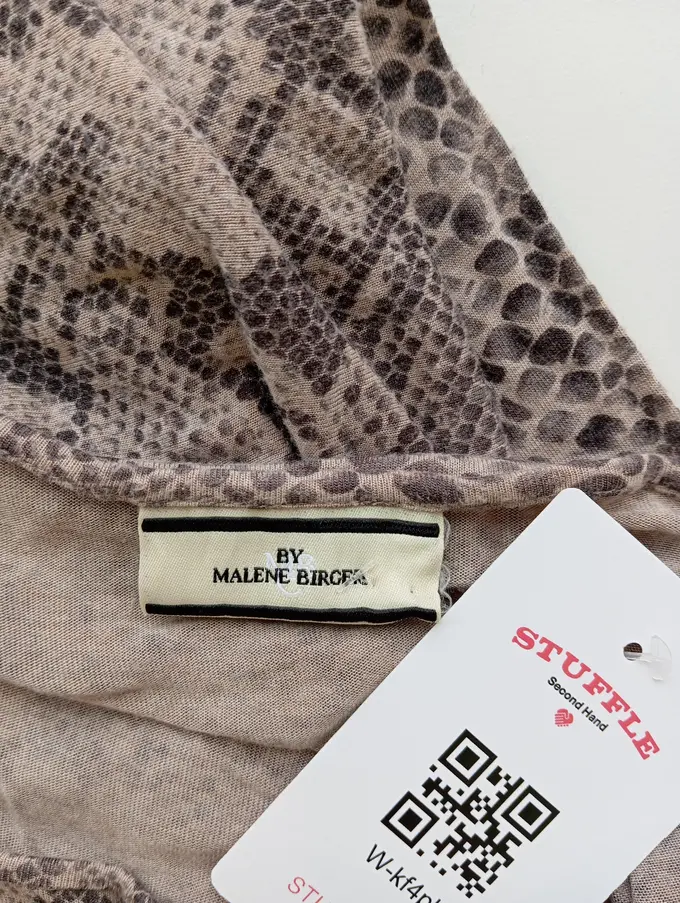 BY
MALENE BIRGER
STUFFLE
Second Hand